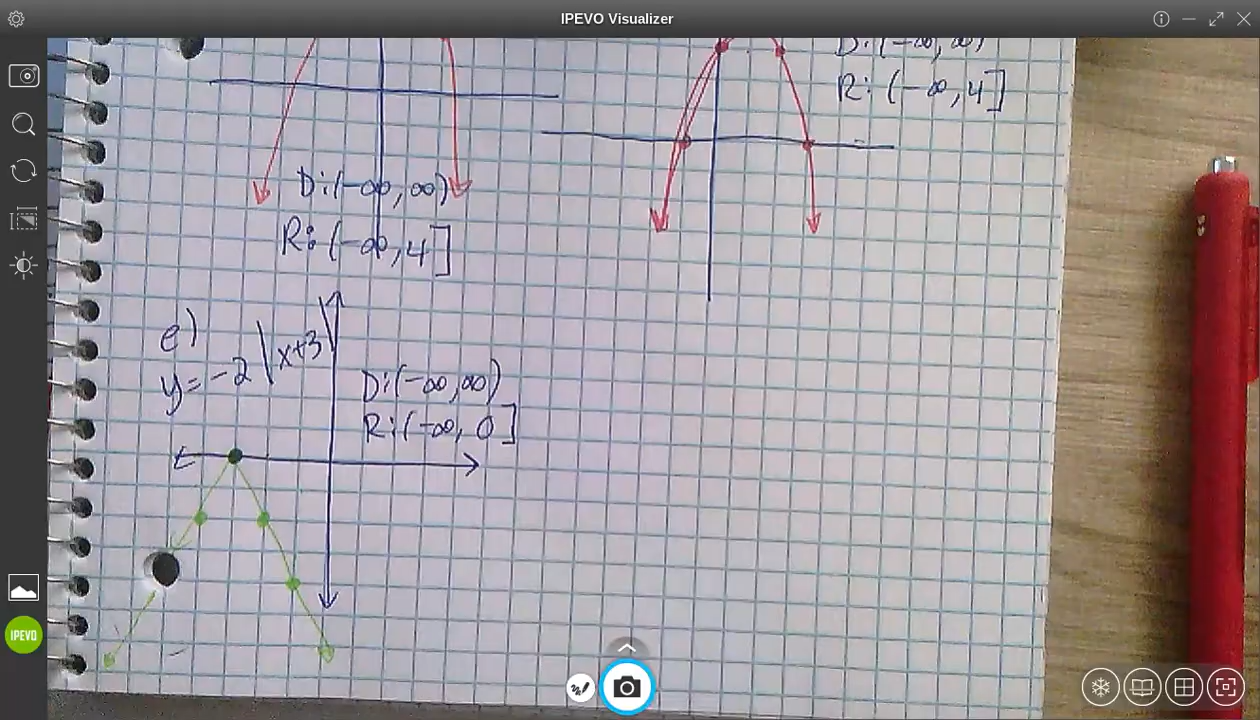 IPEVO Visualizer
D:(-∞,∞)
R:(-∞,4]
D:(-∞,∞)
R:(-∞,4]
e)
y=-2|x+3|
D:(-∞,∞)
R:(-∞,0]
IPEVO